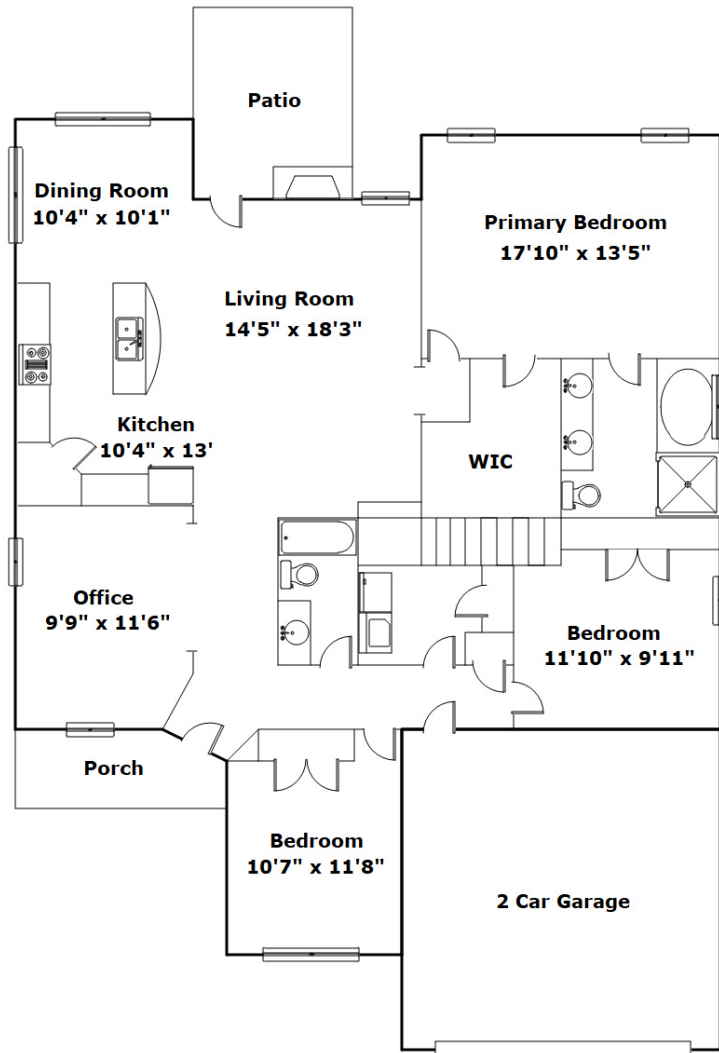 Patio
Dining Room
10'4" x 10'1"
Primary Bedroom
17'10" x 13'5"
Living Room
14'5" x 18'3"
Kitchen
10'4" x 13'
WIC
Office
9'9" x 11'6"
Bedroom
11'10" x 9'11"
Porch
Bedroom
10'7" x 11'8"
2 Car Garage